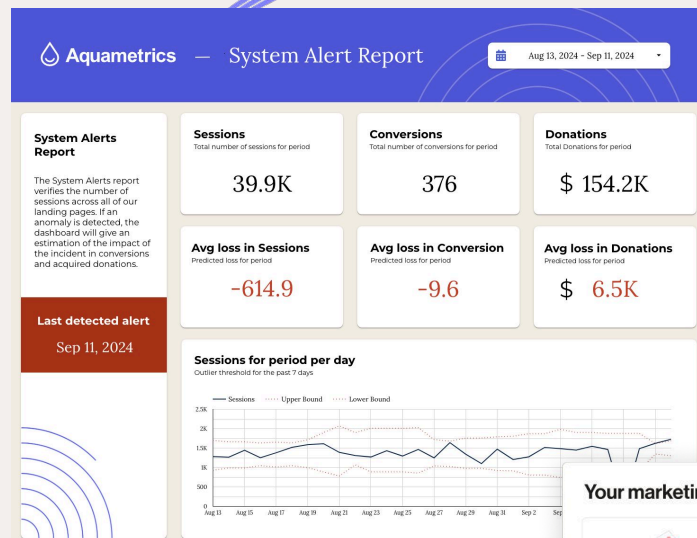 Aquametrics — System Alert Report
Aug 13, 2024 - Sep 11, 2024
System Alerts
Report
The System Alerts report
verifies the number of
sessions across all of our
landing pages. If an
anomaly is detected, the
dashboard will give an
estimation of the impact of
the incident in conversions
and acquired donations.
Last detected alert
Sep 11, 2024
Sessions
Total number of sessions for period
39.9K
Conversions
Total number of conversions for period
376
Donations
Total Donations for period
$ 154.2K
Avg loss in Sessions
Predicted loss for period
-614.9
Avg loss in Conversion
Predicted loss for period
-9.6
Avg loss in Donations
Predicted loss for period
$ 6.5K
Sessions for period per day
Outlier threshold for the past 7 days
Sessions Upper Bound Lower Bound
2.5K
2K
1.5K
1K
500
0
Aug 13 Aug 15 Aug 17 Aug 19 Aug 21 Aug 23 Aug 25 Aug 27 Aug 29 Aug 31 Sep 2 Sep
Your marketi